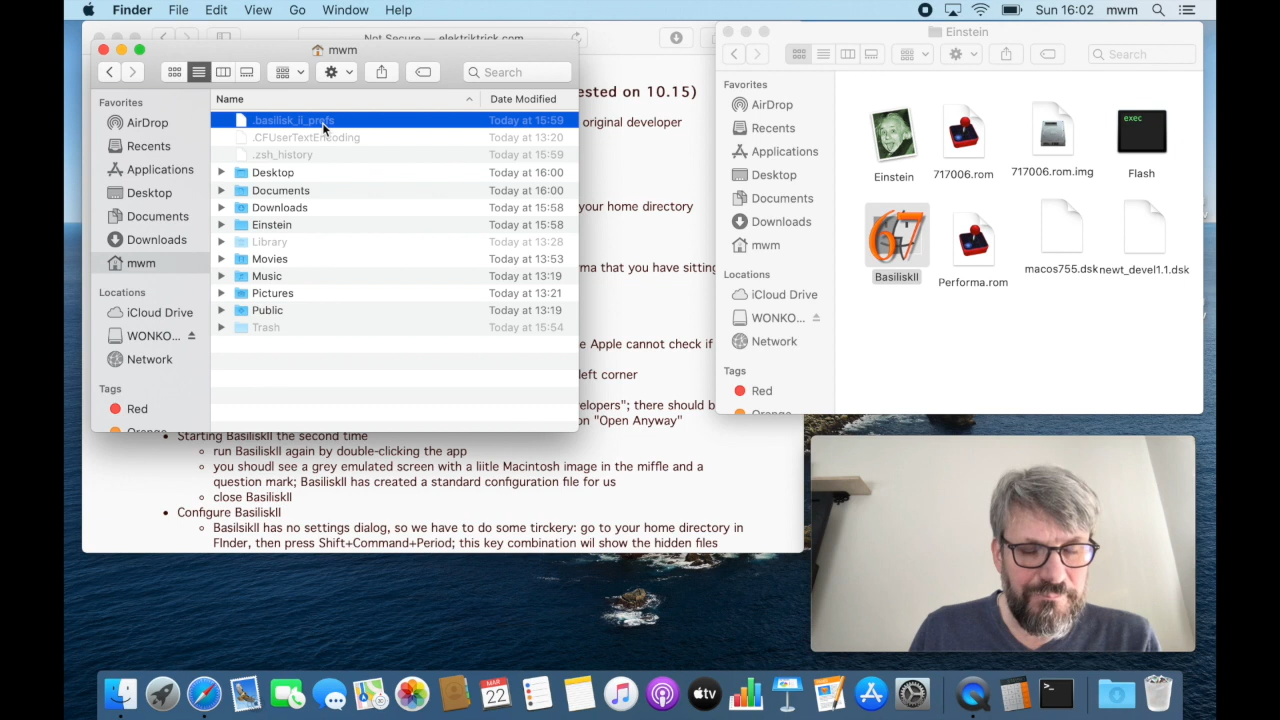 Finder File Edit View Go Window Help
Sun 16:02 mwm
Not Secure — elektriktrick.com
mwm
Search
Favorites
AirDrop
Recents
Applications
Desktop
Documents
Downloads
mwm
Locations
iCloud Drive
WONKO...
Network
Tags
Red
Orange
Name Date Modified
.basilisk_ii_prefs Today at 15:59
.CFUserTextEncoding Today at 13:20
.zsh_history Today at 15:59
Desktop Today at 16:00
Documents Today at 16:00
Downloads Today at 15:58
Einstein Today at 15:58
Library Today at 13:28
Movies Today at 13:53
Music Today at 13:19
Pictures Today at 13:21
Public Today at 13:19
Trash Today at 15:54
ested on 10.15)
original developer
your home directory
ma that you have sitting
e Apple cannot check if
left corner
elopers"; there should b
on "Open Anyway"
Starting BasiliskII the second time
run BasiliskII again by double-clicking the app
you shoudl see a grey emulated screen with a little Macintosh image in the miffle and a
question mark; BasiliskII has created a standard configuration file for us
close BasiliskII
Configure BasiliskII
BasilsikII has no settings dialog, so we have to do some tirckery: go to your home directory in
FInder, then press Shift+Command+Period; this key combination will show the hidden files
Einstein
Search
Favorites
AirDrop
Recents
Applications
Desktop
Documents
Downloads
mwm
Locations
iCloud Drive
WONKO...
Network
Tags
Red
Orange
Einstein
717006.rom
717006.rom.img
exec
Flash
67
BasiliskII
Performa.rom
macos755.dsk
newt_devel1.1.dsk
MAR
tv